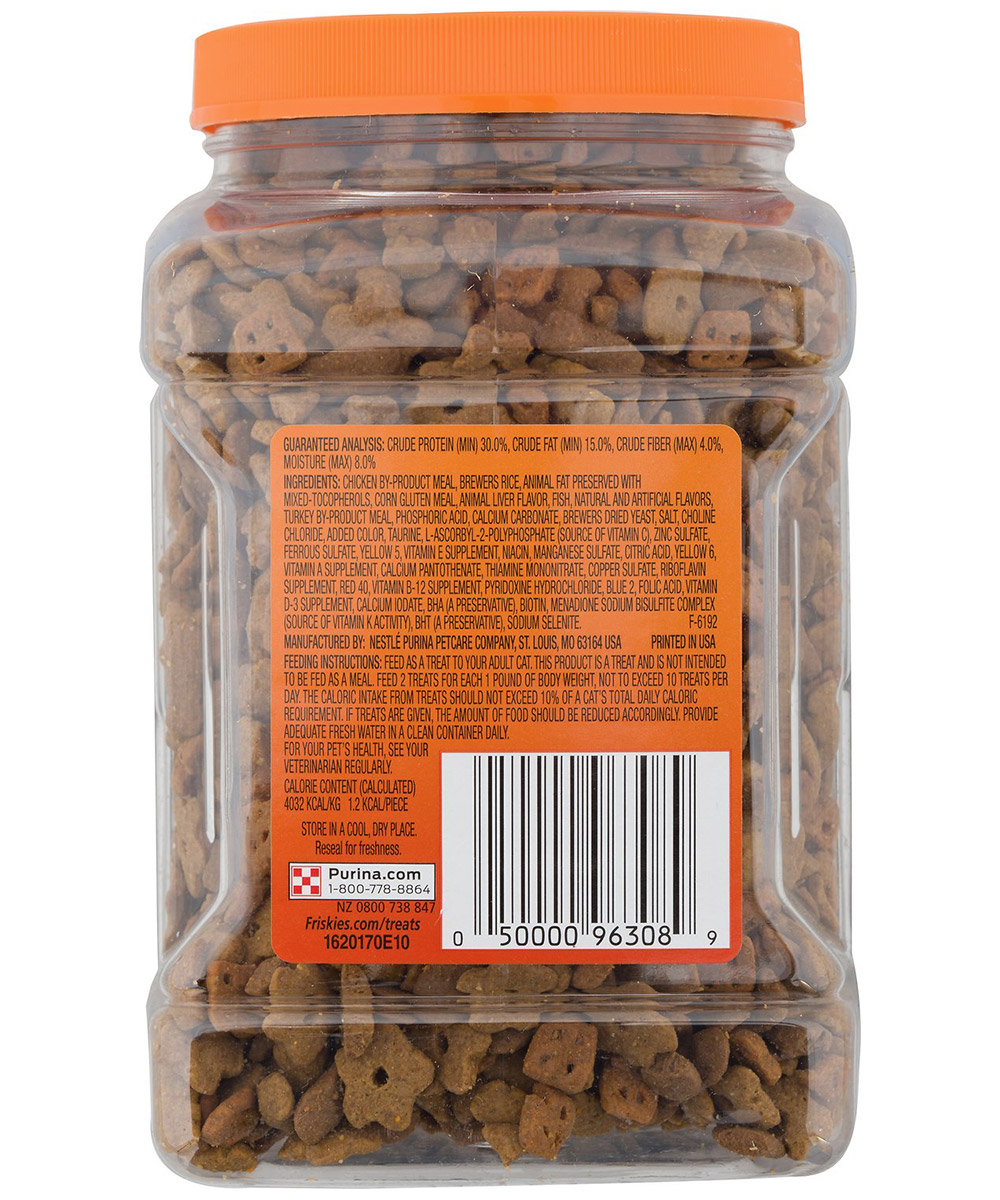 GUARANTEED ANALYSIS: CRUDE PROTEIN (MIN) 30.0%, CRUDE FAT (MIN) 15.0%, CRUDE FIBER (MAX) 4.0%,
MOISTURE (MAX) 8.0%
INGREDIENTS: CHICKEN BY-PRODUCT MEAL, BREWERS RICE, ANIMAL FAT PRESERVED WITH
MIXED-TOCOPHEROLS, CORN GLUTEN MEAL, ANIMAL LIVER FLAVOR, FISH, NATURAL AND ARTIFICIAL FLAVORS,
TURKEY BY-PRODUCT MEAL, PHOSPHORIC ACID, CALCIUM CARBONATE, BREWERS DRIED YEAST, SALT, CHOLINE
CHLORIDE, ADDED COLOR, TAURINE, L-ASCORBYL-2-POLYPHOSPHATE (SOURCE OF VITAMIN C), ZINC SULFATE,
FERROUS SULFATE, YELLOW 5, VITAMIN E SUPPLEMENT, NIACIN, MANGANESE SULFATE, CITRIC ACID, YELLOW 6,
VITAMIN A SUPPLEMENT, CALCIUM PANTOTHENATE, THIAMINE MONONITRATE, COPPER SULFATE, RIBOFLAVIN
SUPPLEMENT, RED 40, VITAMIN B-12 SUPPLEMENT, PYRIDOXINE HYDROCHLORIDE, BLUE 2, FOLIC ACID, VITAMIN
D-3 SUPPLEMENT, CALCIUM IODATE, BHA (A PRESERVATIVE), BIOTIN, MENADIONE SODIUM BISULFITE COMPLEX
(SOURCE OF VITAMIN K ACTIVITY), BHT (A PRESERVATIVE), SODIUM SELENITE. F-6192
MANUFACTURED BY: NESTLÉ PURINA PETCARE COMPANY, ST. LOUIS, MO 63164 USA PRINTED IN USA
FEEDING INSTRUCTIONS: FEED AS A TREAT TO YOUR ADULT CAT. THIS PRODUCT IS A TREAT AND IS NOT INTENDED
TO BE FED AS A MEAL. FEED 2 TREATS FOR EACH 1 POUND OF BODY WEIGHT, NOT TO EXCEED 10 TREATS PER
DAY. THE CALORIC INTAKE FROM TREATS SHOULD NOT EXCEED 10% OF A CAT'S TOTAL DAILY CALORIC
REQUIREMENT. IF TREATS ARE GIVEN, THE AMOUNT OF FOOD SHOULD BE REDUCED ACCORDINGLY. PROVIDE
ADEQUATE FRESH WATER IN A CLEAN CONTAINER DAILY.
FOR YOUR PET'S HEALTH, SEE YOUR
VETERINARIAN REGULARLY.
CALORIE CONTENT (CALCULATED)
4032 KCAL/KG 1.2 KCAL/PIECE
STORE IN A COOL, DRY PLACE.
Reseal for freshness.
Purina.com
1-800-778-8864
NZ 0800 738 847
Friskies.com/treats
1620170E10
0 50000 96308 9